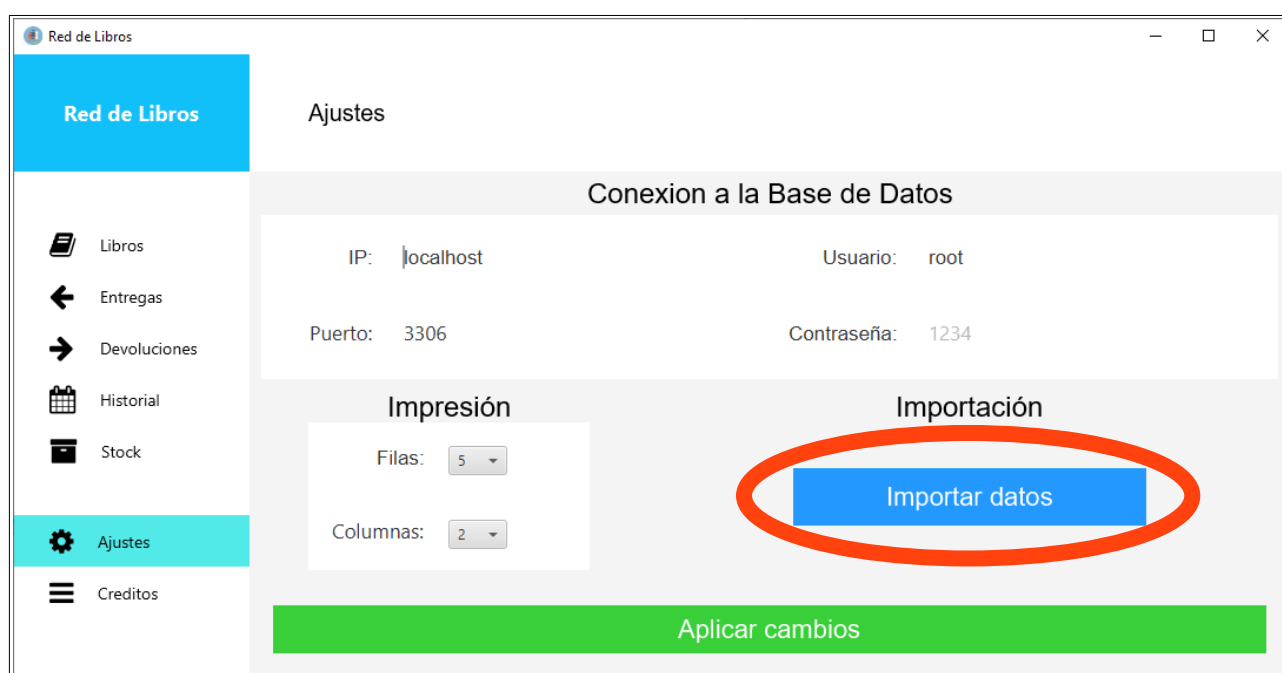 Red de Libros
Red de Libros
Ajustes
Libros
Entregas
Devoluciones
Historial
Stock
Ajustes
Creditos
Conexion a la Base de Datos
IP: localhost
Usuario: root
Puerto: 3306
Contraseña: 1234
Impresión
Filas: 5
Columnas: 2
Importación
Importar datos
Aplicar cambios